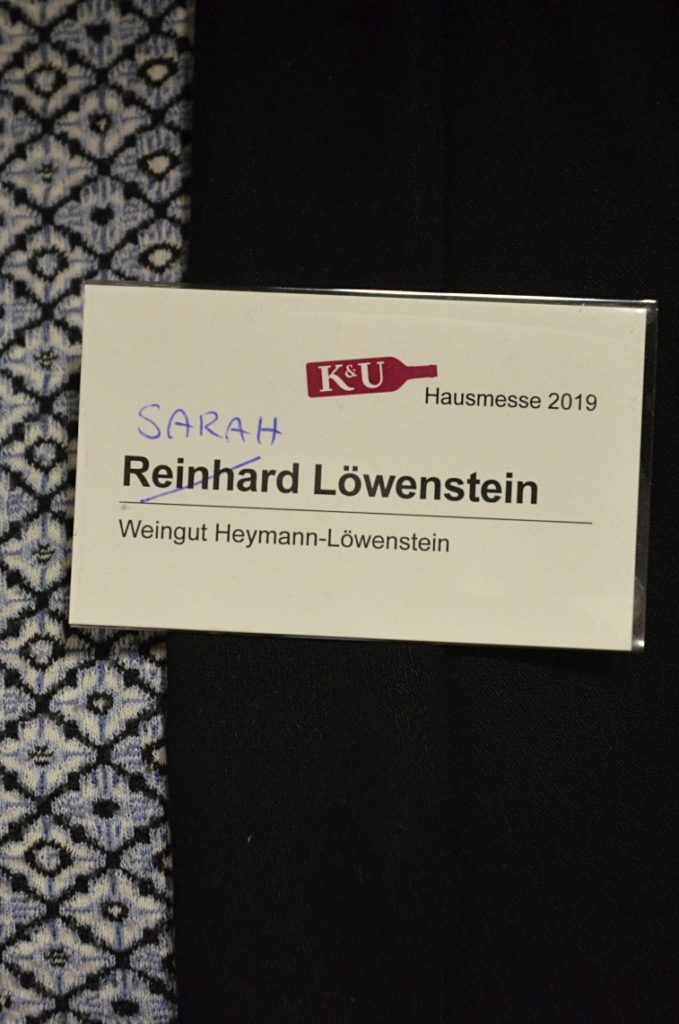 K&U
Hausmesse 2019
SARAH
Reinhard Löwenstein
Weingut Heymann-Löwenstein